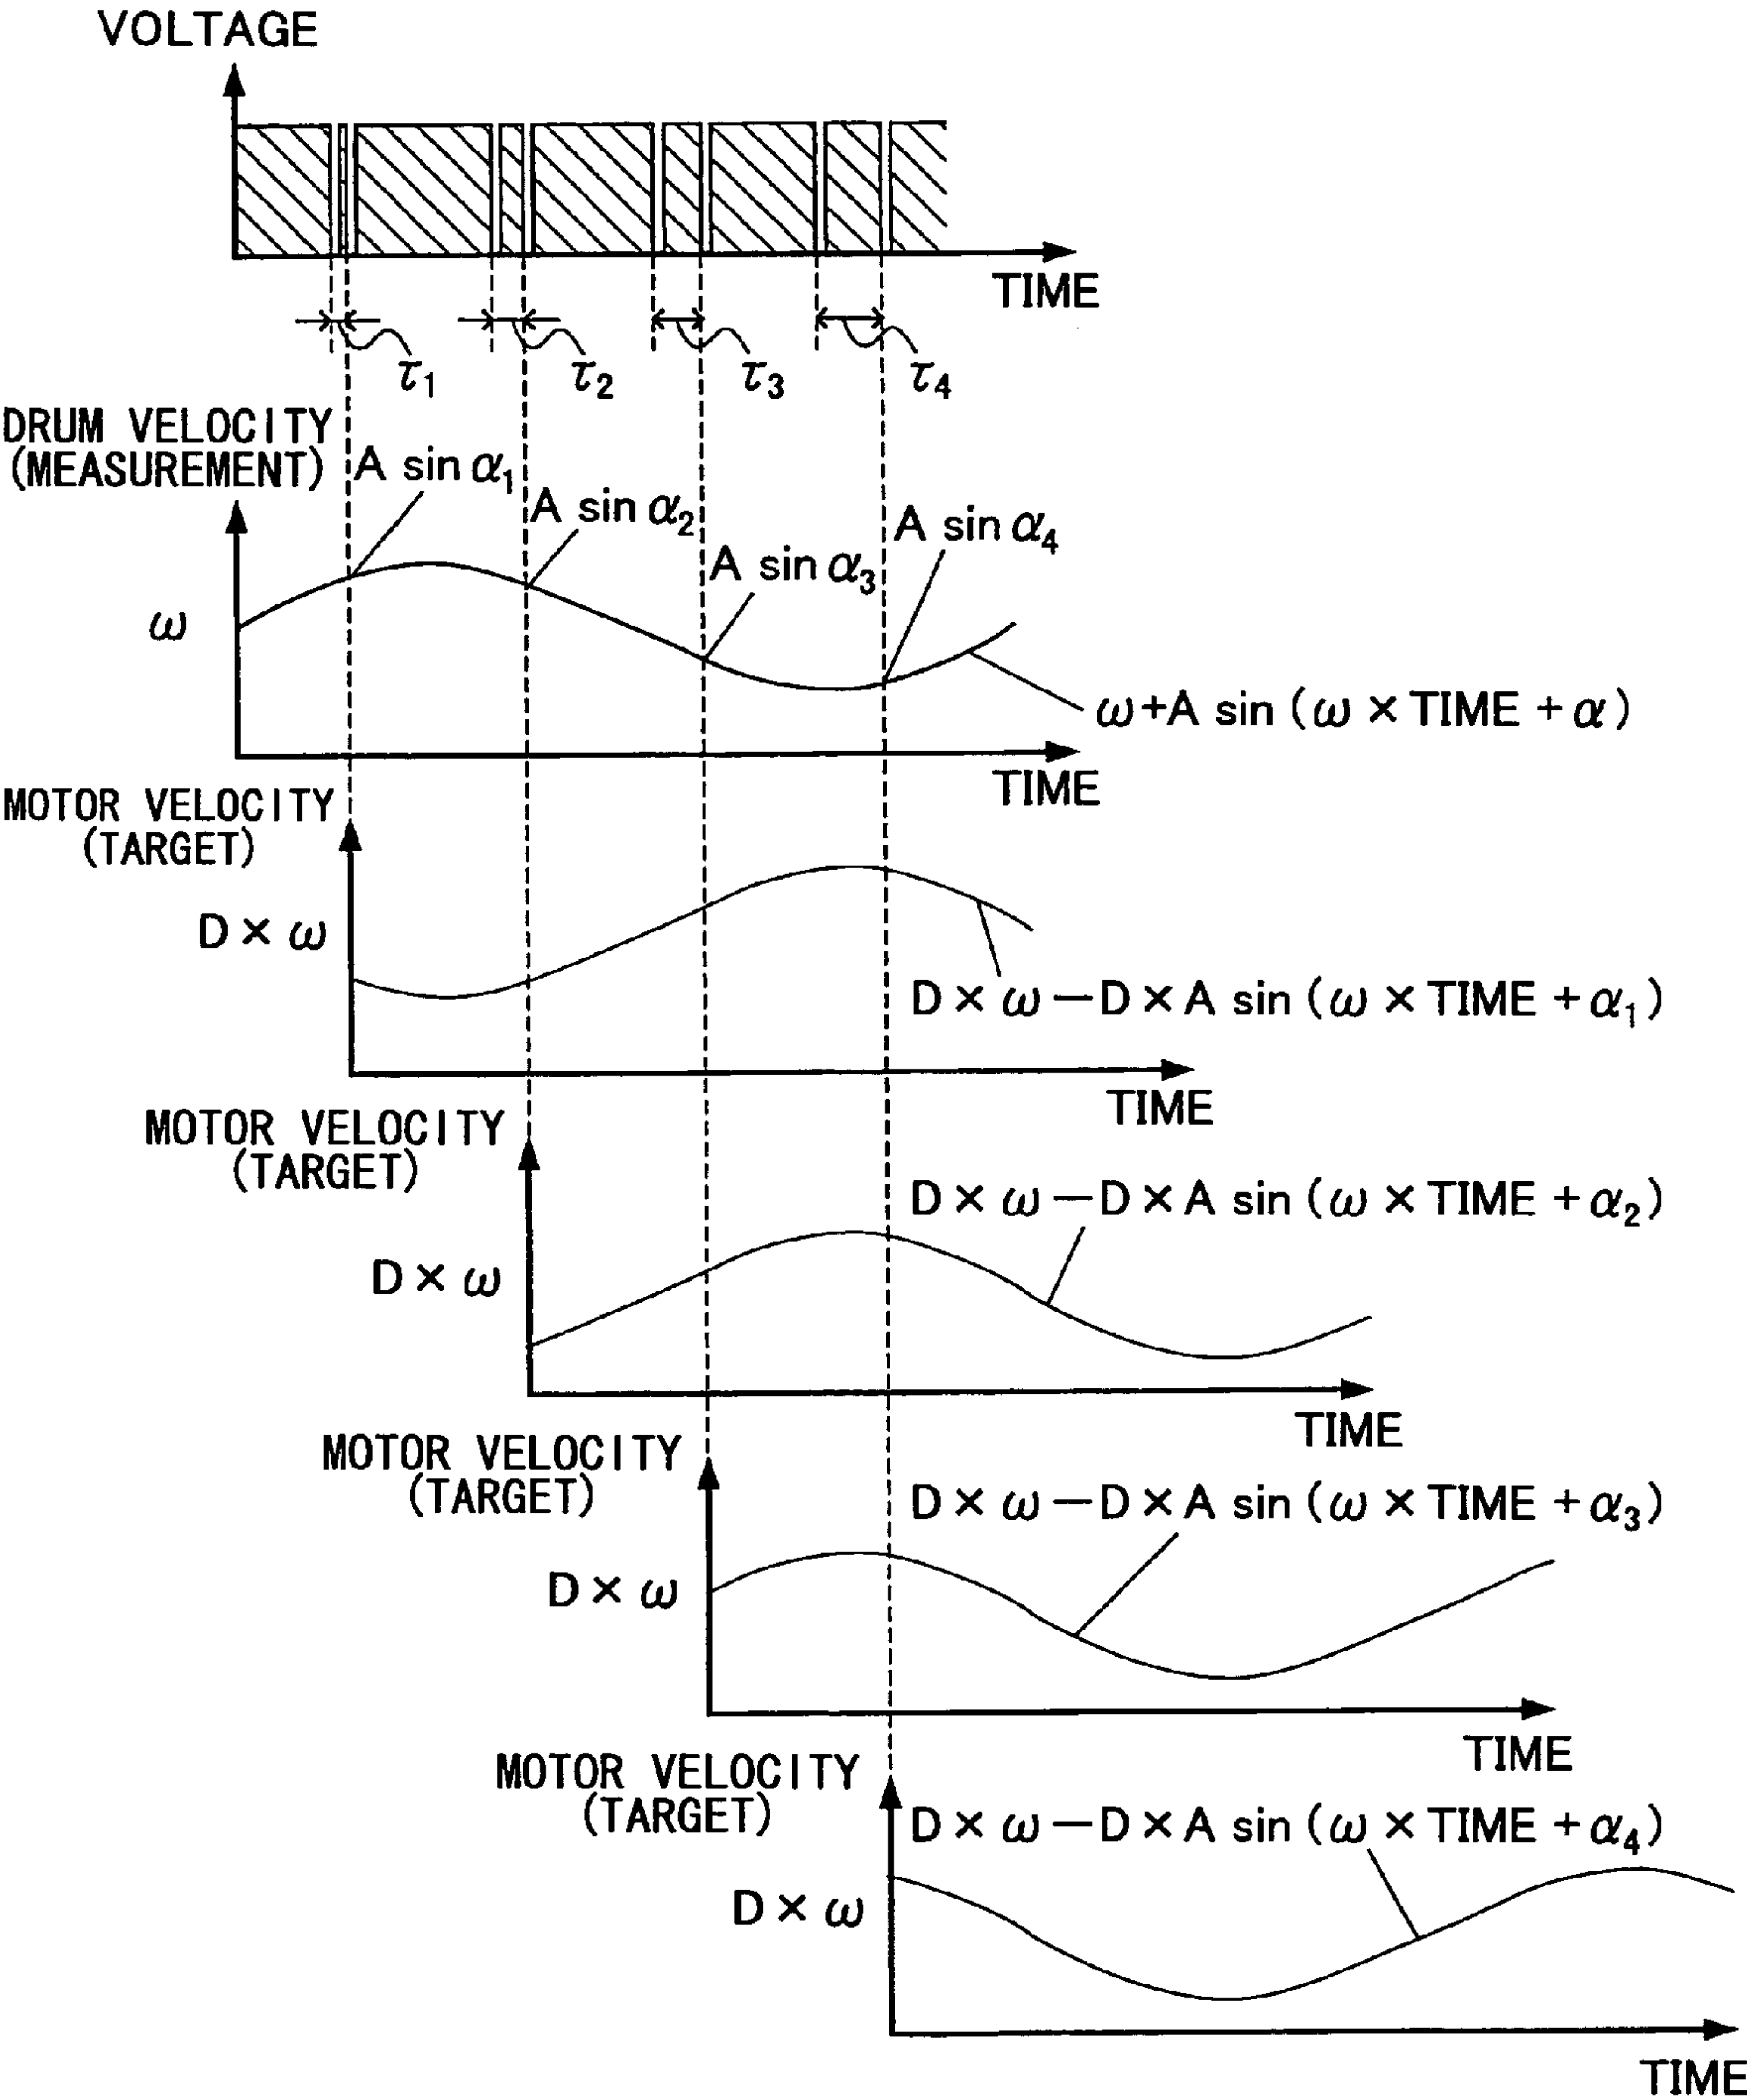 VOLTAGE
TIME
τ1 τ2 τ3 τ4
DRUM VELOCITY
(MEASUREMENT)
A sin α1
A sin α2
A sin α3
A sin α4
ω
ω+A sin (ω × TIME + α)
TIME
MOTOR VELOCITY
(TARGET)
D × ω
D × ω − D × A sin (ω × TIME + α1)
TIME
MOTOR VELOCITY
(TARGET)
D × ω − D × A sin (ω × TIME + α2)
D × ω
TIME
MOTOR VELOCITY
(TARGET)
D × ω − D × A sin (ω × TIME + α3)
D × ω
TIME
MOTOR VELOCITY
(TARGET)
D × ω − D × A sin (ω × TIME + α4)
D × ω
TIME